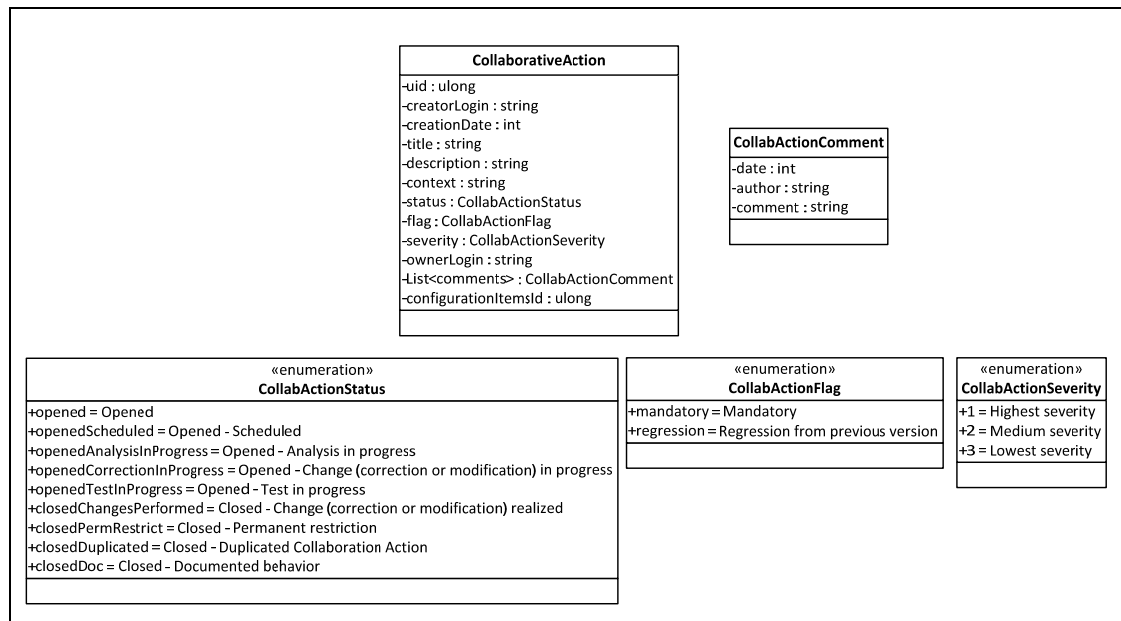 CollaborativeAction
-uid : ulong
-creatorLogin : string
-creationDate : int
-title : string
-description : string
-context : string
-status : CollabActionStatus
-flag : CollabActionFlag
-severity : CollabActionSeverity
-ownerLogin : string
-List<comments> : CollabActionComment
-configurationItemsId : ulong
CollabActionComment
-date : int
-author : string
-comment : string
«enumeration»
CollabActionStatus
+opened = Opened
+openedScheduled = Opened - Scheduled
+openedAnalysisInProgress = Opened - Analysis in progress
+openedCorrectionInProgress = Opened - Change (correction or modification) in progress
+openedTestInProgress = Opened - Test in progress
+closedChangesPerformed = Closed - Change (correction or modification) realized
+closedPermRestrict = Closed - Permanent restriction
+closedDuplicated = Closed - Duplicated Collaboration Action
+closedDoc = Closed - Documented behavior
«enumeration»
CollabActionFlag
+mandatory = Mandatory
+regression = Regression from previous version
«enumeration»
CollabActionSeverity
+1 = Highest severity
+2 = Medium severity
+3 = Lowest severity